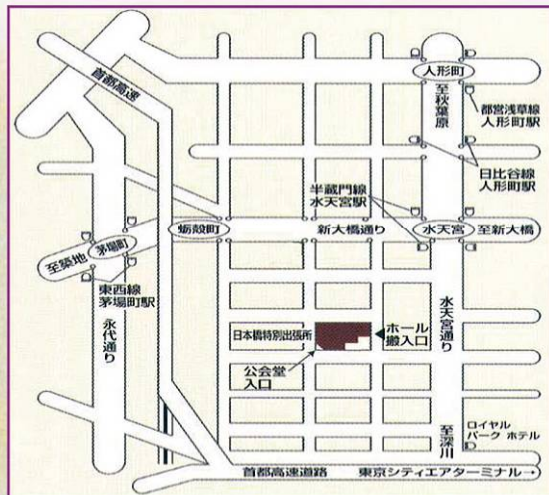 首都高速
人形町
至秋葉原
都営浅草線
人形町駅
日比谷線
人形町駅
半蔵門線
水天宮駅
蛎殻町
新大橋通り
水天宮
至新大橋
茅場町
至築地
東西線
茅場町駅
永代通り
日本橋特別出張所
ホール
搬入口
公会堂
入口
水天宮通り
至深川
ロイヤル
パーク ホテル
首都高速道路
東京シティエアターミナル→